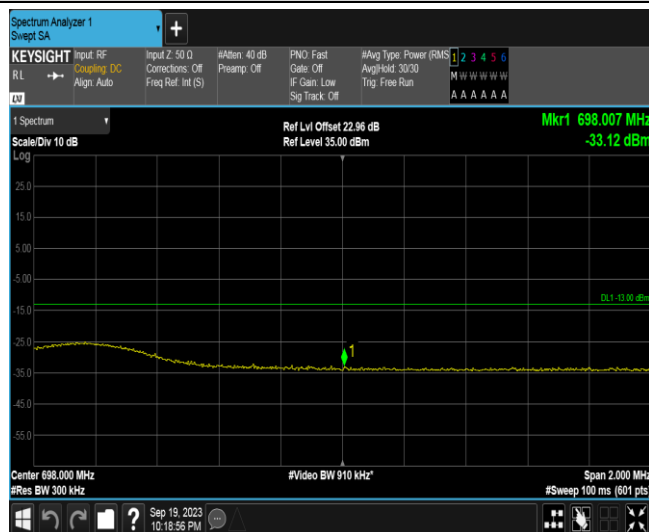 Spectrum Analyzer 1
Swept SA
+
KEYSIGHT
RL
LXI
Input: RF
Coupling: DC
Align: Auto
Input Z: 50 Ω
Corrections: Off
Freq Ref: Int (S)
#Atten: 40 dB
Preamp: Off
PNO: Fast
Gate: Off
IF Gain: Low
Sig Track: Off
#Avg Type: Power (RMS
Avg|Hold: 30/30
Trig: Free Run
1 2 3 4 5 6
M W W W W W
A A A A A A
1 Spectrum
Scale/Div 10 dB
Ref Lvl Offset 22.96 dB
Ref Level 35.00 dBm
Mkr1 698.007 MHz
-33.12 dBm
Log
25.0
15.0
5.00
-5.00
DL1 -13.00 dBm
-15.0
-25.0
1
-35.0
-45.0
-55.0
Center 698.000 MHz
#Res BW 300 kHz
#Video BW 910 kHz*
Span 2.000 MHz
#Sweep 100 ms (601 pts)
?
Sep 19, 2023
10:18:56 PM